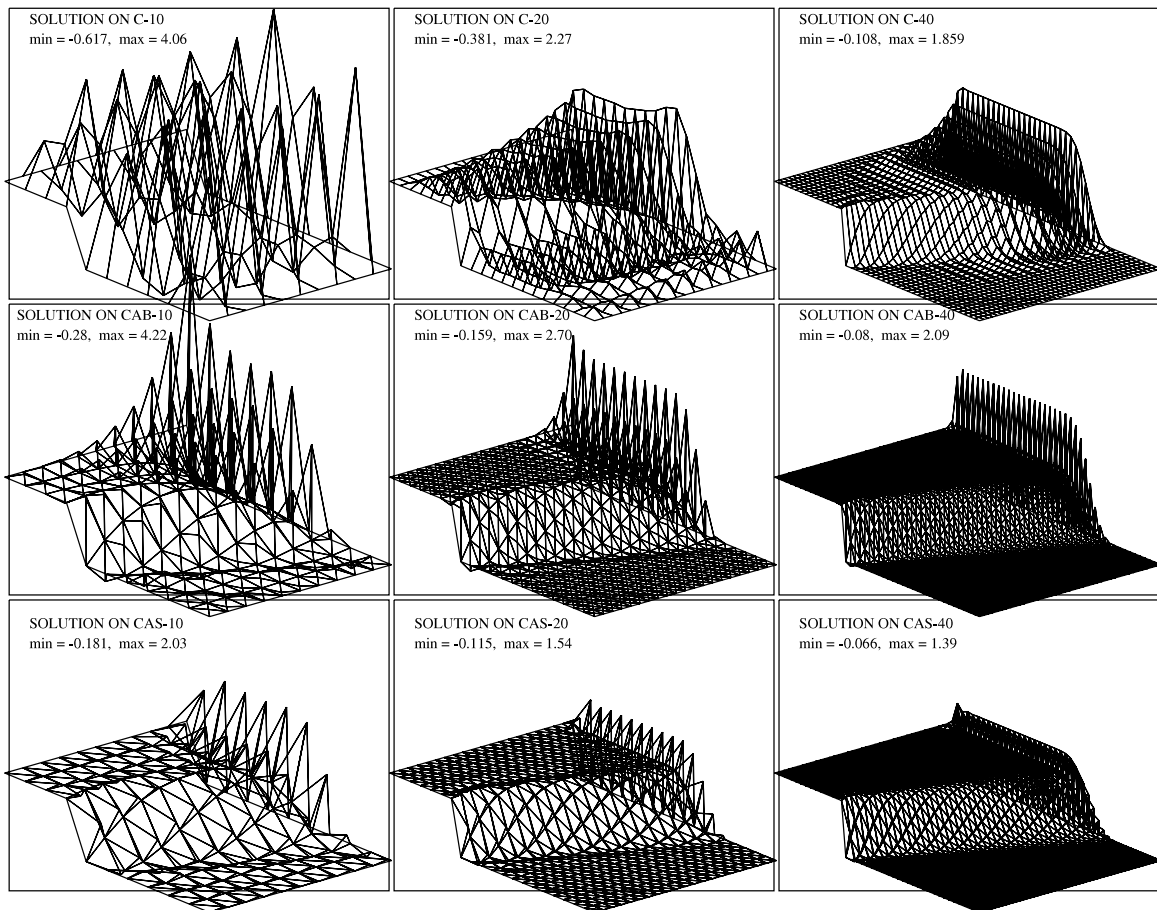 SOLUTION ON C-10
min = -0.617, max = 4.06
SOLUTION ON C-20
min = -0.381, max = 2.27
SOLUTION ON C-40
min = -0.108, max = 1.859
SOLUTION ON CAB-10
min = -0.28, max = 4.22
SOLUTION ON CAB-20
min = -0.159, max = 2.70
SOLUTION ON CAB-40
min = -0.08, max = 2.09
SOLUTION ON CAS-10
min = -0.181, max = 2.03
SOLUTION ON CAS-20
min = -0.115, max = 1.54
SOLUTION ON CAS-40
min = -0.066, max = 1.39